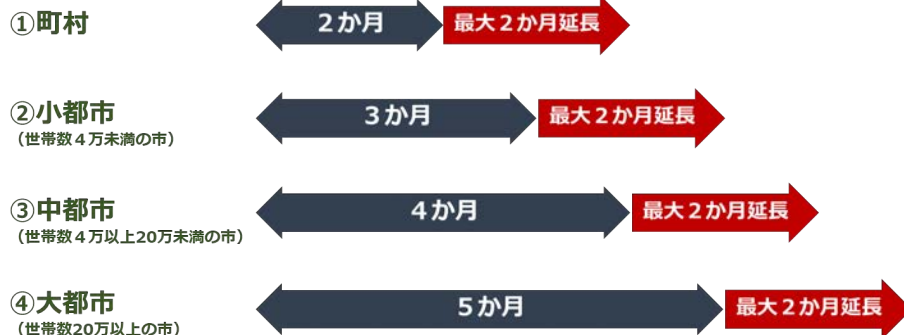 ①町村
２か月 最大２か月延長
②小都市
（世帯数４万未満の市）
３か月 最大２か月延長
③中都市
（世帯数４万以上20万未満の市）
４か月 最大２か月延長
④大都市
（世帯数20万以上の市）
５か月 最大２か月延長